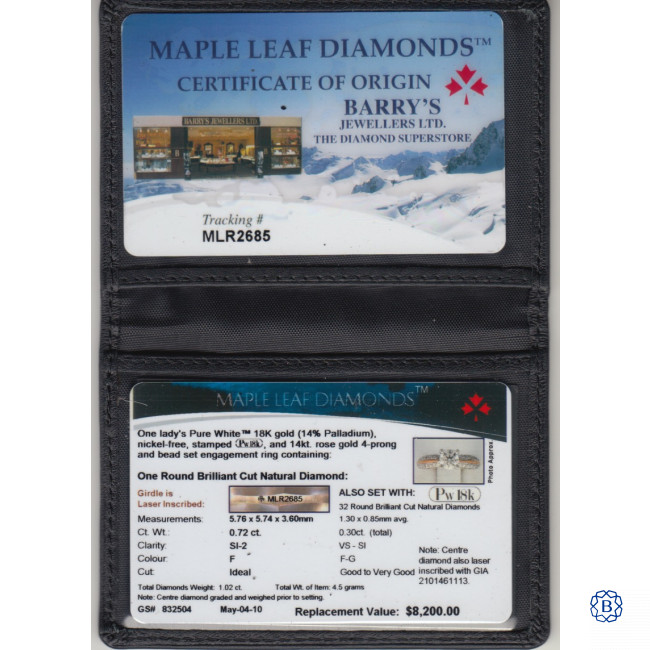 MAPLE LEAF DIAMONDS™
CERTIFICATE OF ORIGIN
BARRY'S
JEWELLERS LTD.
THE DIAMOND SUPERSTORE
BARRY'S JEWELLERS LTD.
Tracking #
MLR2685
MAPLE LEAF DIAMONDS™
One lady's Pure White™ 18K gold (14% Palladium),
nickel-free, stamped Pw18k, and 14kt. rose gold 4-prong
and bead set engagement ring containing:
Photo Approx
One Round Brilliant Cut Natural Diamond:
Girdle is
Laser Inscribed:
MLR2685
ALSO SET WITH:
Pw18k
32 Round Brilliant Cut Natural Diamonds
Measurements: 5.76 x 5.74 x 3.60mm 1.30 x 0.85mm avg.
Ct. Wt.: 0.72 ct. 0.30ct. (total)
Clarity: SI-2 VS - SI
Colour: F F-G
Cut: Ideal Good to Very Good
Note: Centre
diamond also laser
inscribed with GIA
2101461113.
Total Diamonds Weight: 1.02 ct. Total Wt. of Item: 4.5 grams
Note: Centre diamond graded and weighed prior to setting.
GS# 832504 May-04-10 Replacement Value: $8,200.00
B